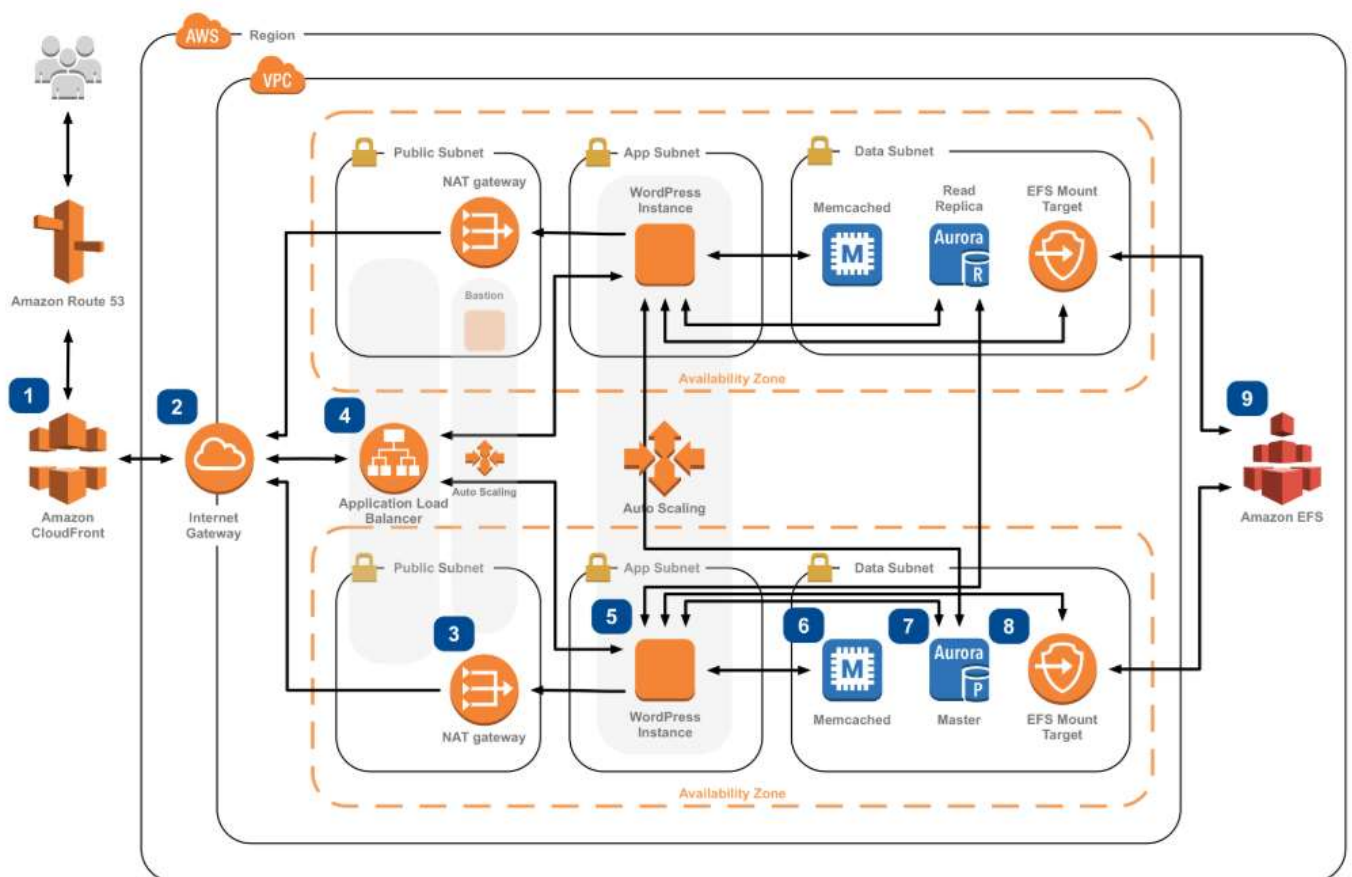 AWS
Region
VPC
Public Subnet
App Subnet
Data Subnet
NAT gateway
WordPress
Instance
Memcached
Read
Replica
EFS Mount
Target
M
Aurora
R
Amazon Route 53
Bastion
Availability Zone
1
2
4
9
Amazon
CloudFront
Internet
Gateway
Application Load
Balancer
Auto Scaling
Auto Scaling
Amazon EFS
Public Subnet
App Subnet
Data Subnet
3
5
6
7
8
M
Aurora
P
NAT gateway
WordPress
Instance
Memcached
Master
EFS Mount
Target
Availability Zone